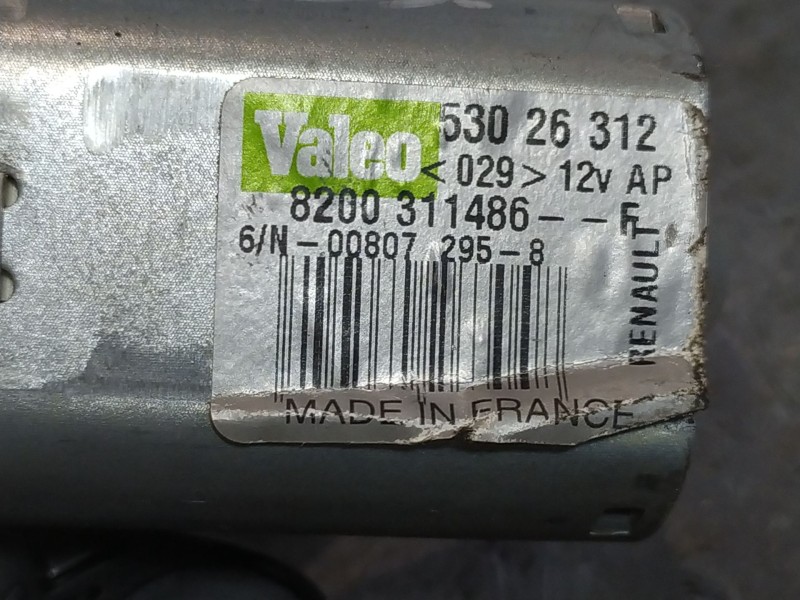 Valeo 530 26 312
<029> 12v AP
8200 311486--F
6/N-00807 295-8
RENAULT
MADE IN FRANCE